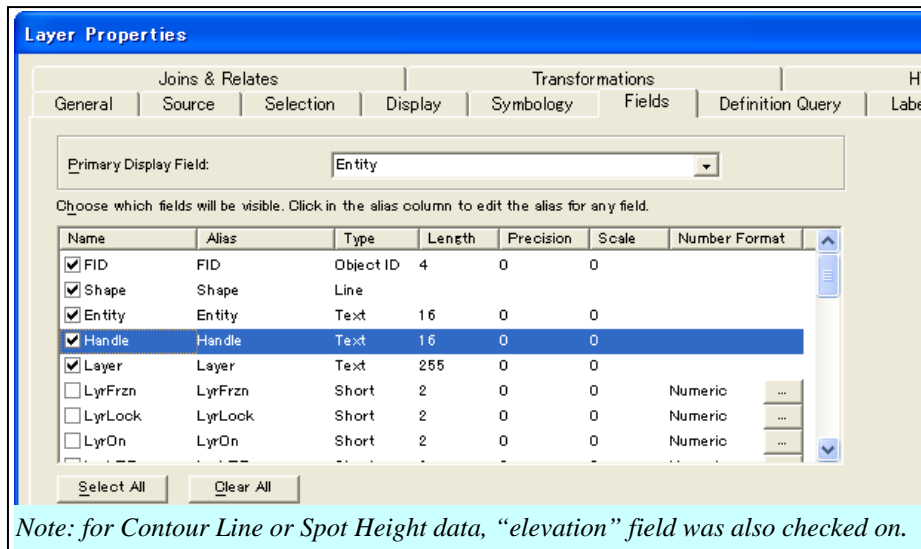 Layer Properties
Joins & Relates Transformations H
General Source Selection Display Symbology Fields Definition Query Labe
Primary Display Field: Entity
Choose which fields will be visible. Click in the alias column to edit the alias for any field.
Name Alias Type Length Precision Scale Number Format
FID FID Object ID 4 0 0
Shape Shape Line
Entity Entity Text 16 0 0
Handle Handle Text 16 0 0
Layer Layer Text 255 0 0
LyrFrzn LyrFrzn Short 2 0 0 Numeric ...
LyrLock LyrLock Short 2 0 0 Numeric ...
LyrOn LyrOn Short 2 0 0 Numeric ...
Select All Clear All
Note: for Contour Line or Spot Height data, “elevation” field was also checked on.